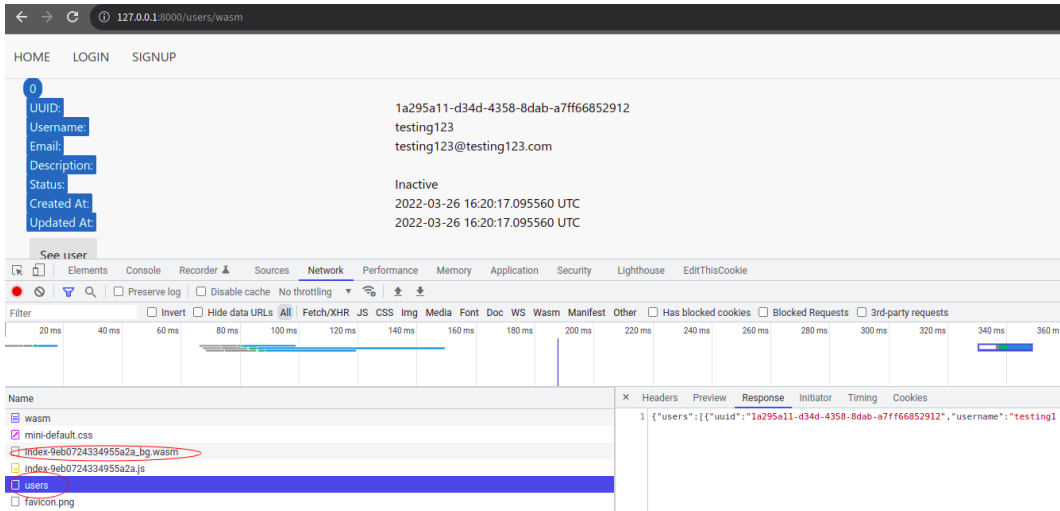 127.0.0.1:8000/users/wasm
HOME LOGIN SIGNUP
0
UUID: 1a295a11-d34d-4358-8dab-a7ff66852912
Username: testing123
Email: testing123@testing123.com
Description:
Status: Inactive
Created At: 2022-03-26 16:20:17.095560 UTC
Updated At: 2022-03-26 16:20:17.095560 UTC
See user
Elements Console Recorder Sources Network Performance Memory Application Security Lighthouse EditThisCookie
Preserve log Disable cache No throttling
Filter Invert Hide data URLs All Fetch/XHR JS CSS Img Media Font Doc WS Wasm Manifest Other Has blocked cookies Blocked Requests 3rd-party requests
20 ms 40 ms 60 ms 80 ms 100 ms 120 ms 140 ms 160 ms 180 ms 200 ms 220 ms 240 ms 260 ms 280 ms 300 ms 320 ms 340 ms 360 m
Name × Headers Preview Response Initiator Timing Cookies
wasm 1 {"users":[{"uuid":"1a295a11-d34d-4358-8dab-a7ff66852912","username":"testing1
mini-default.css
index-9eb0724334955a2a_bg.wasm
index-9eb0724334955a2a.js
users
favicon.png